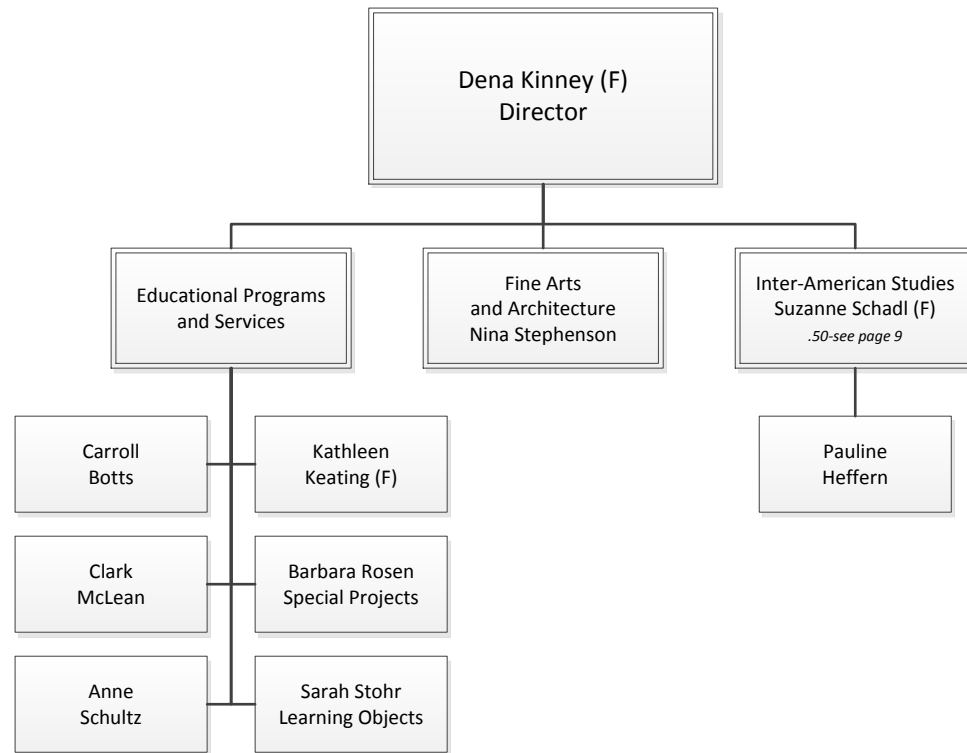 Dena Kinney (F)
Director
Educational Programs
and Services
Fine Arts
and Architecture
Nina Stephenson
Inter-American Studies
Suzanne Schadl (F)
.50-see page 9
Carroll
Botts
Kathleen
Keating (F)
Pauline
Heffern
Clark
McLean
Barbara Rosen
Special Projects
Anne
Schultz
Sarah Stohr
Learning Objects